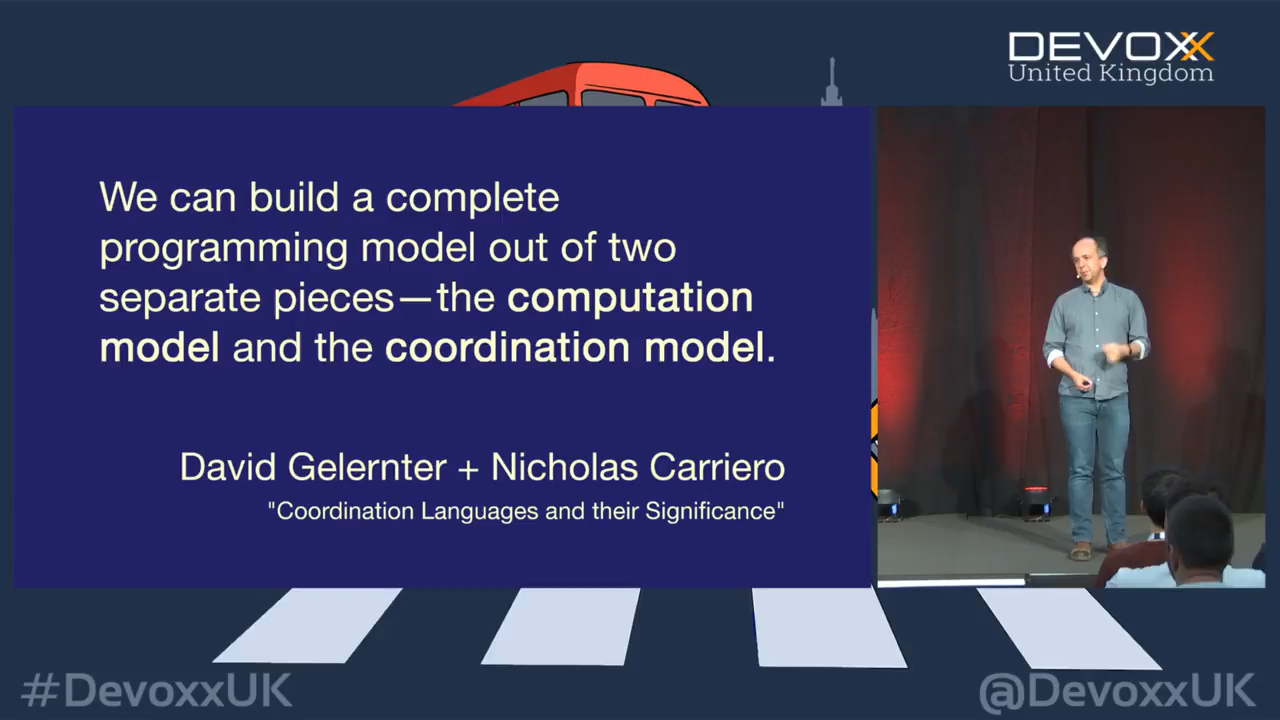 DEVOXX
United Kingdom
We can build a complete
programming model out of two
separate pieces—the computation
model and the coordination model.
David Gelernter + Nicholas Carriero
"Coordination Languages and their Significance"
#DevoxxUK
@DevoxxUK